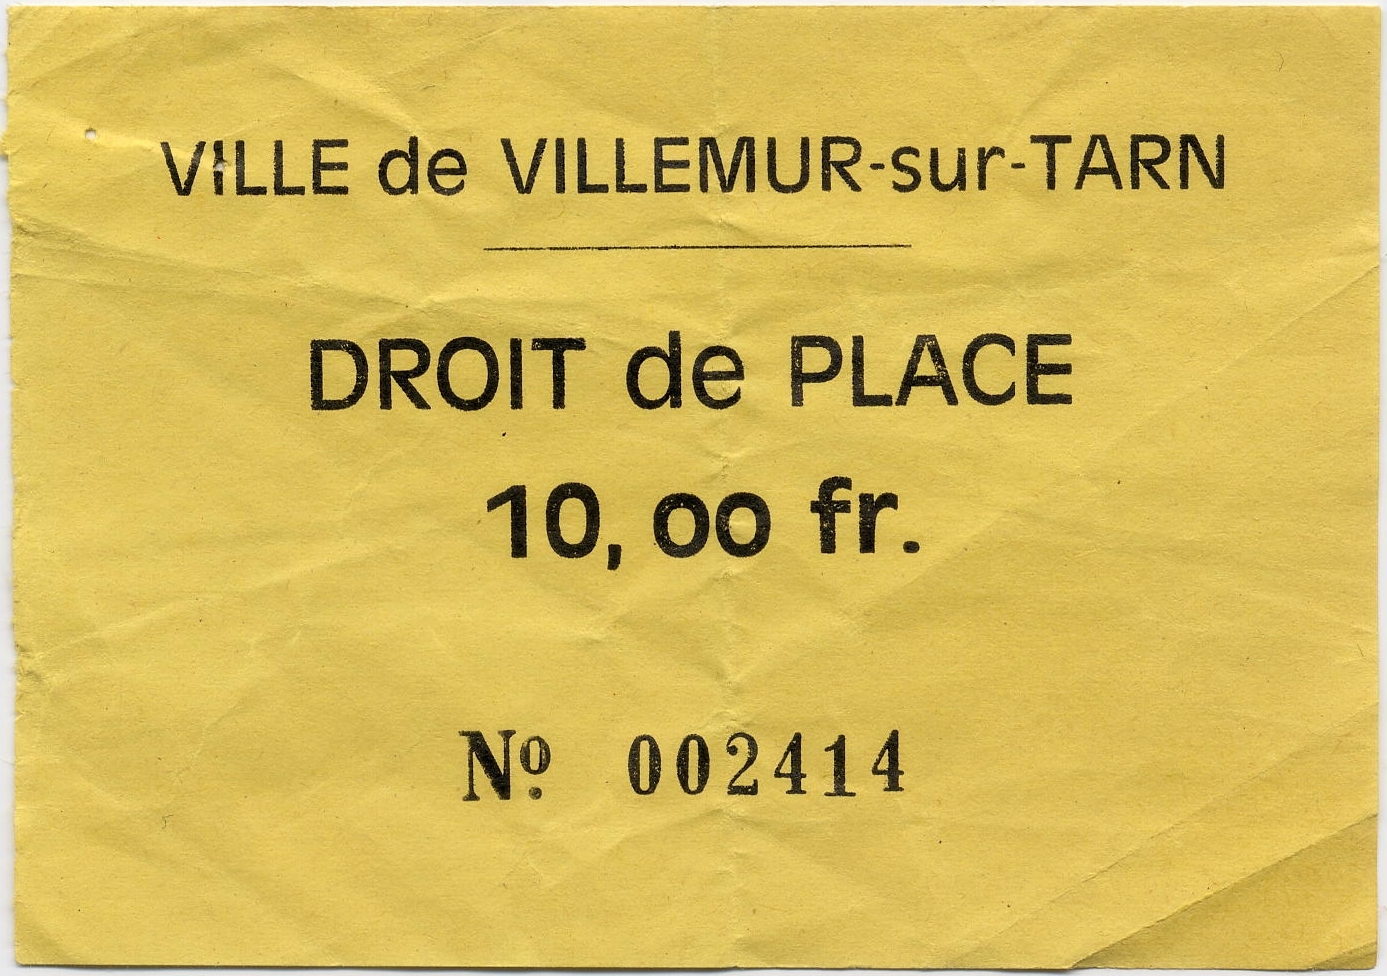 VILLE de VILLEMUR-sur-TARN
DROIT de PLACE
10,00 fr.
Nº 002414